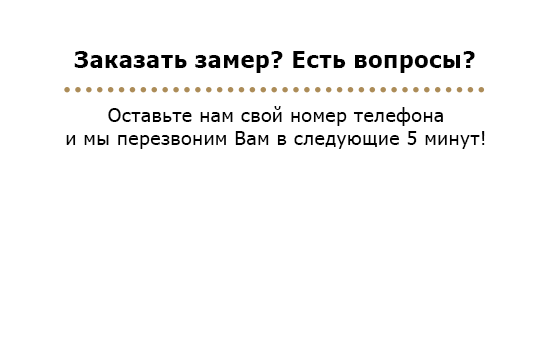 Заказать замер? Есть вопросы?
Оставьте нам свой номер телефона
и мы перезвоним Вам в следующие 5 минут!